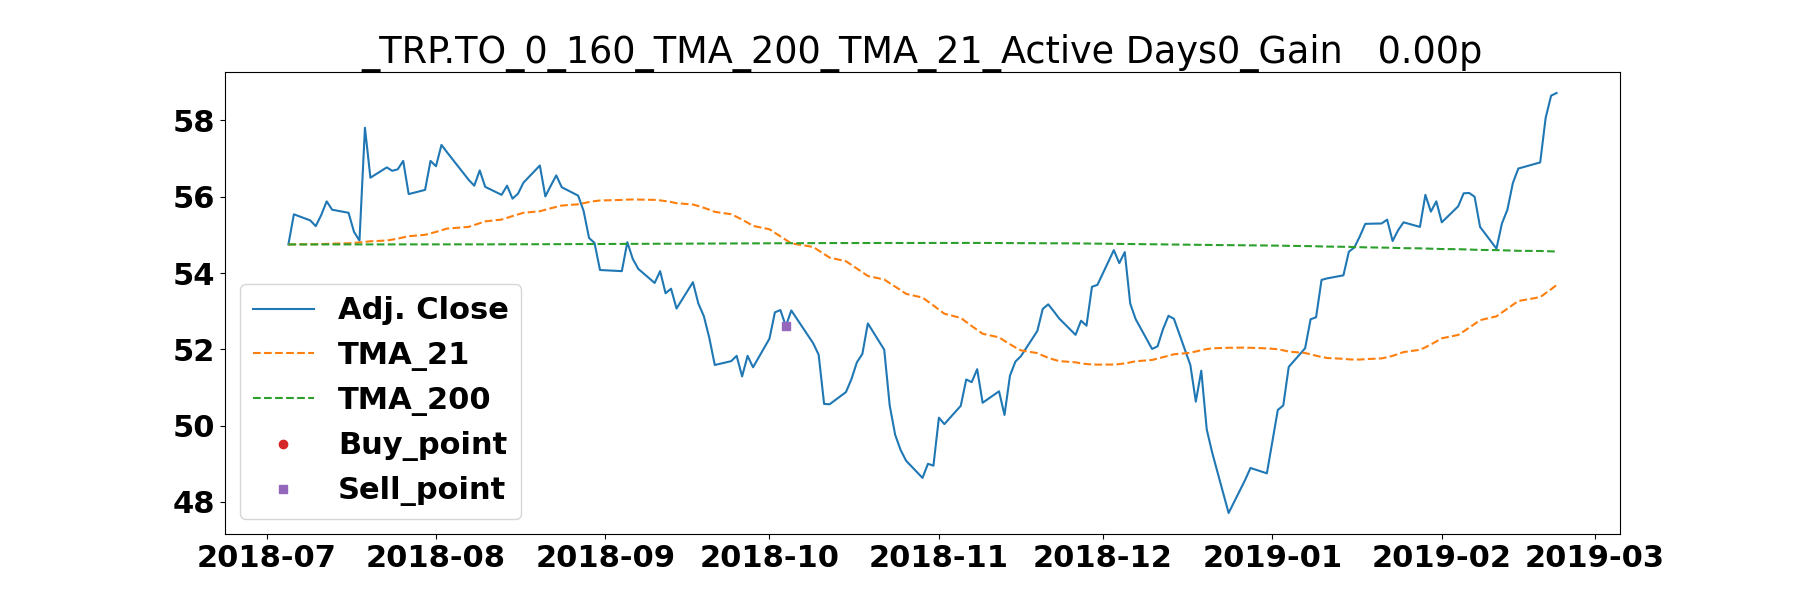 _TRP.TO_0_160_TMA_200_TMA_21_Active Days0_Gain   0.00p
58
56
54
52
50
48
Adj. Close
TMA_21
TMA_200
Buy_point
Sell_point
2018-07 2018-08 2018-09 2018-10 2018-11 2018-12 2019-01 2019-02 2019-03